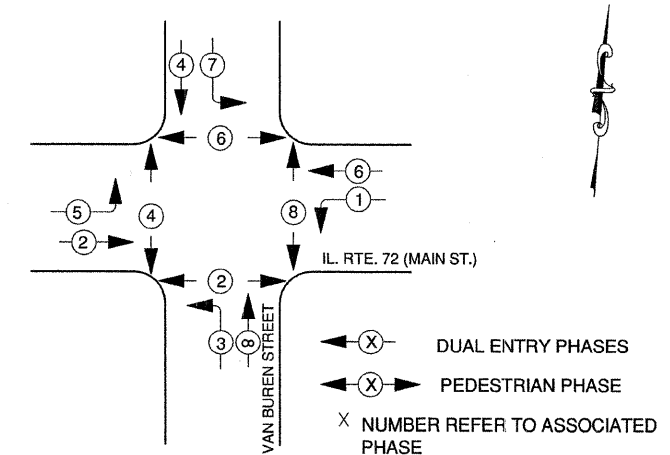 4
7
6
6
1
5
4
8
2
IL. RTE. 72 (MAIN ST.)
2
3
8
VAN BUREN STREET
X DUAL ENTRY PHASES
X PEDESTRIAN PHASE
X NUMBER REFER TO ASSOCIATED
PHASE